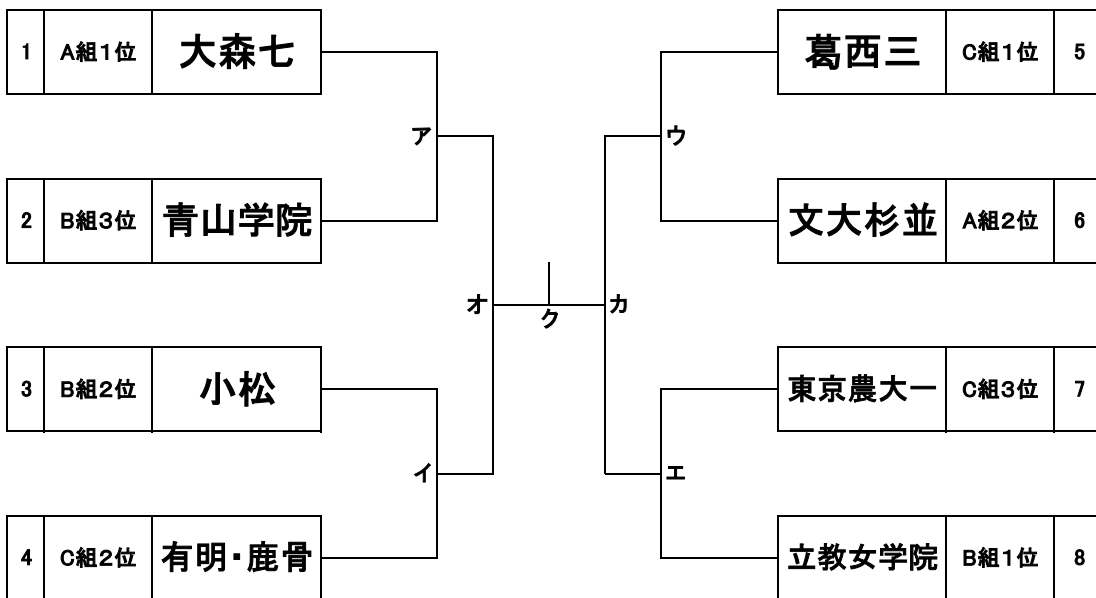 1 A組1位 大森七
葛西三 C組1位 5
ア
ウ
2 B組3位 青山学院
文大杉並 A組2位 6
オ
ク
カ
3 B組2位 小松
東京農大一 C組3位 7
イ
エ
4 C組2位 有明・鹿骨
立教女学院 B組1位 8